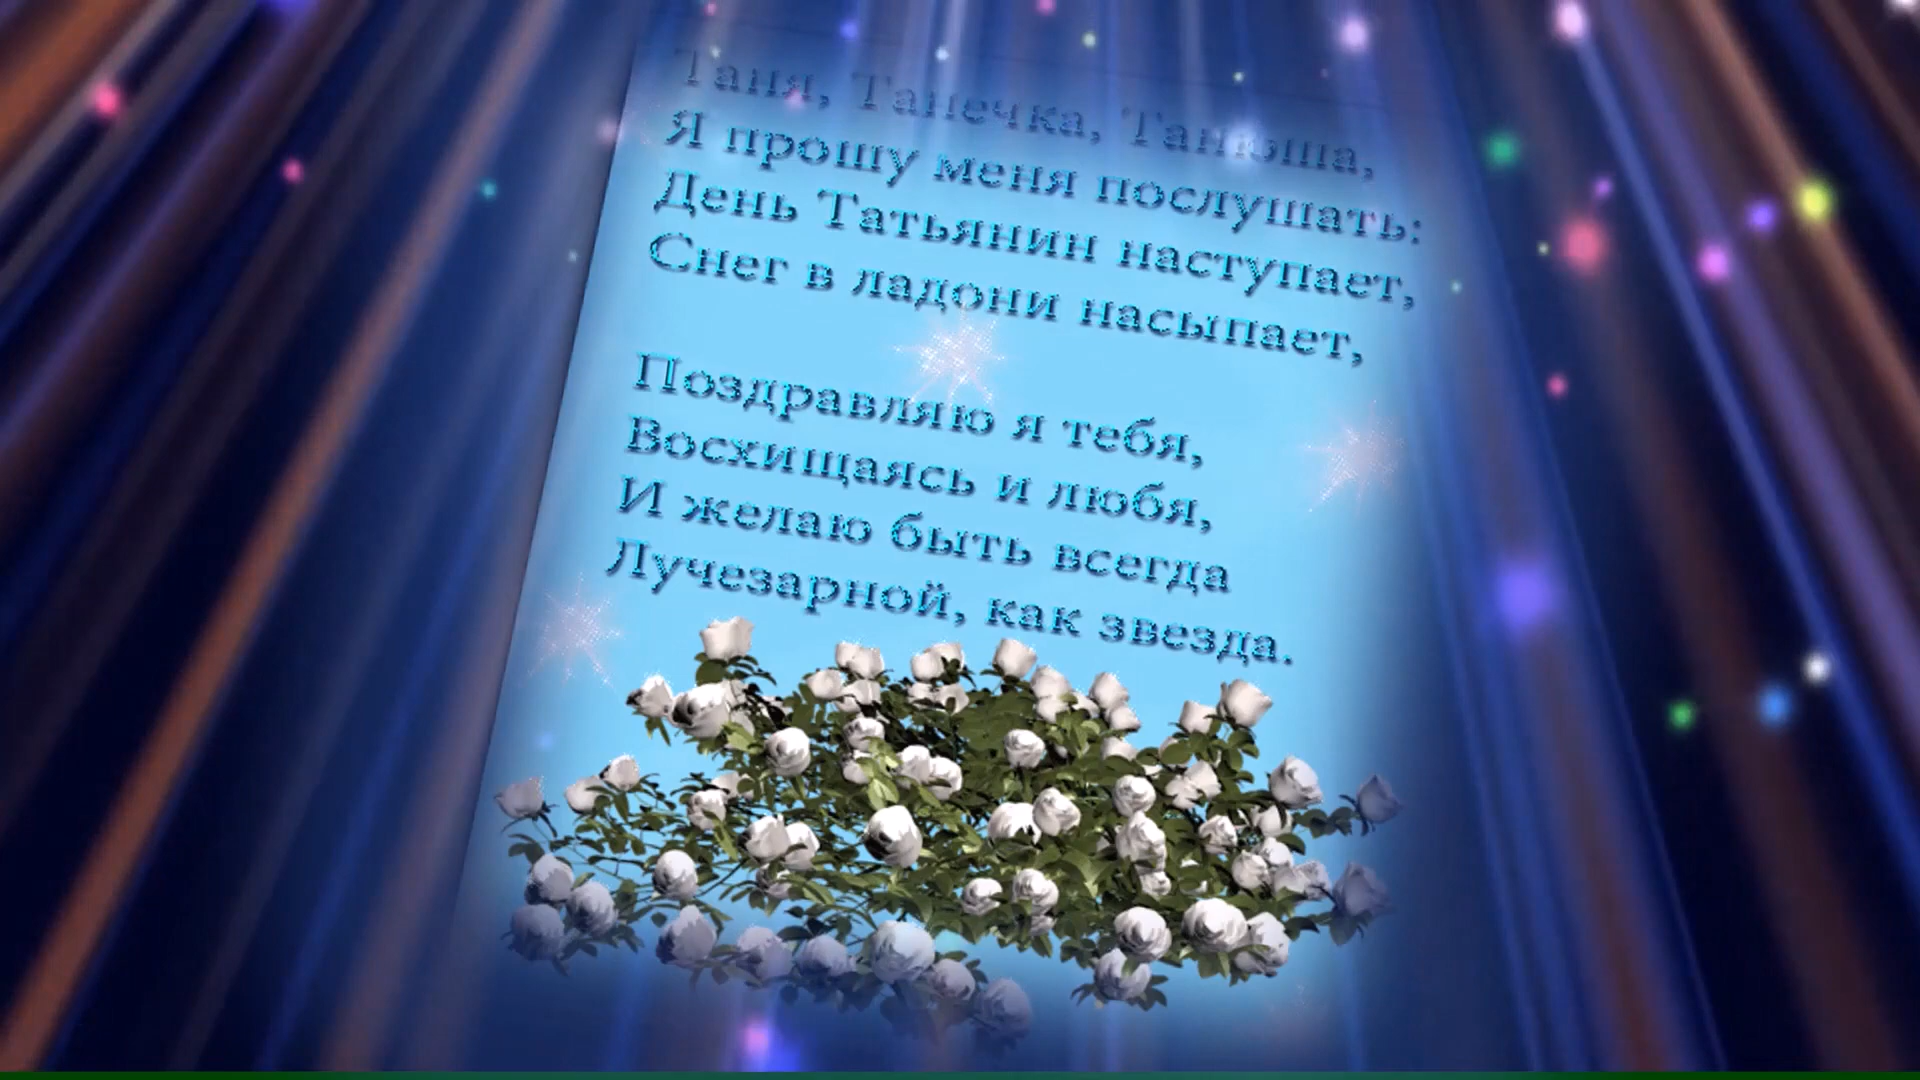 Таня, Танечка, Танюша,
Я прошу меня послушать:
День Татьянин наступает,
Снег в ладони насыпает,
Поздравляю я тебя,
Восхищаясь и любя,
И желаю быть всегда
Лучезарной, как звезда.